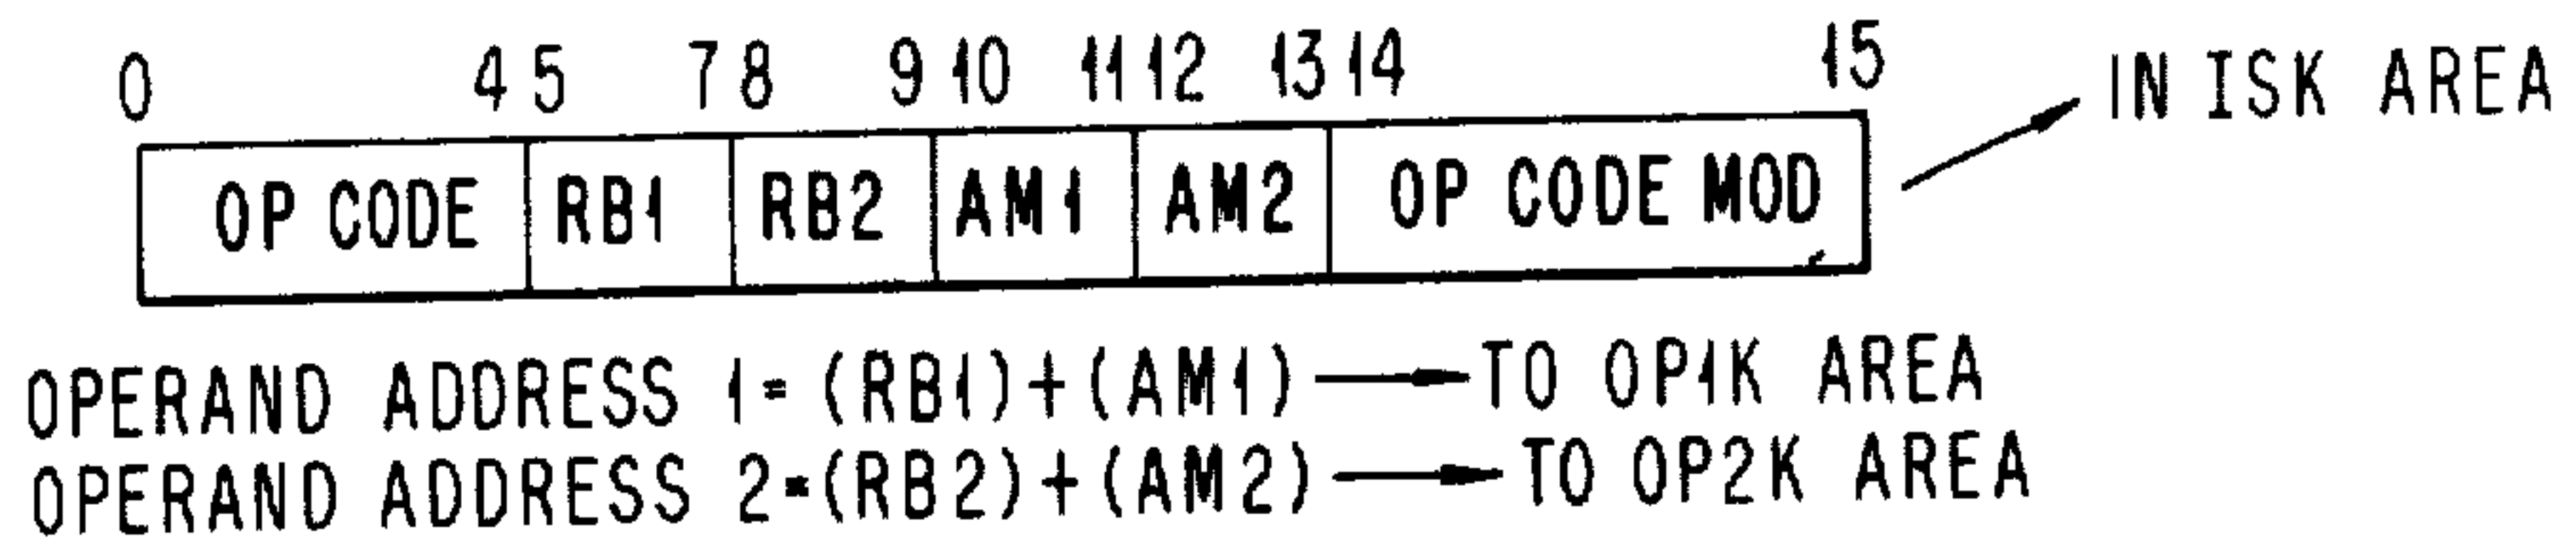 0 4 5 7 8 9 10 11 12 13 14 15 IN ISK AREA
OP CODE RB1 RB2 AM1 AM2 OP CODE MOD
OPERAND ADDRESS 1=(RB1)+(AM1) TO OP1K AREA
OPERAND ADDRESS 2=(RB2)+(AM2) TO OP2K AREA